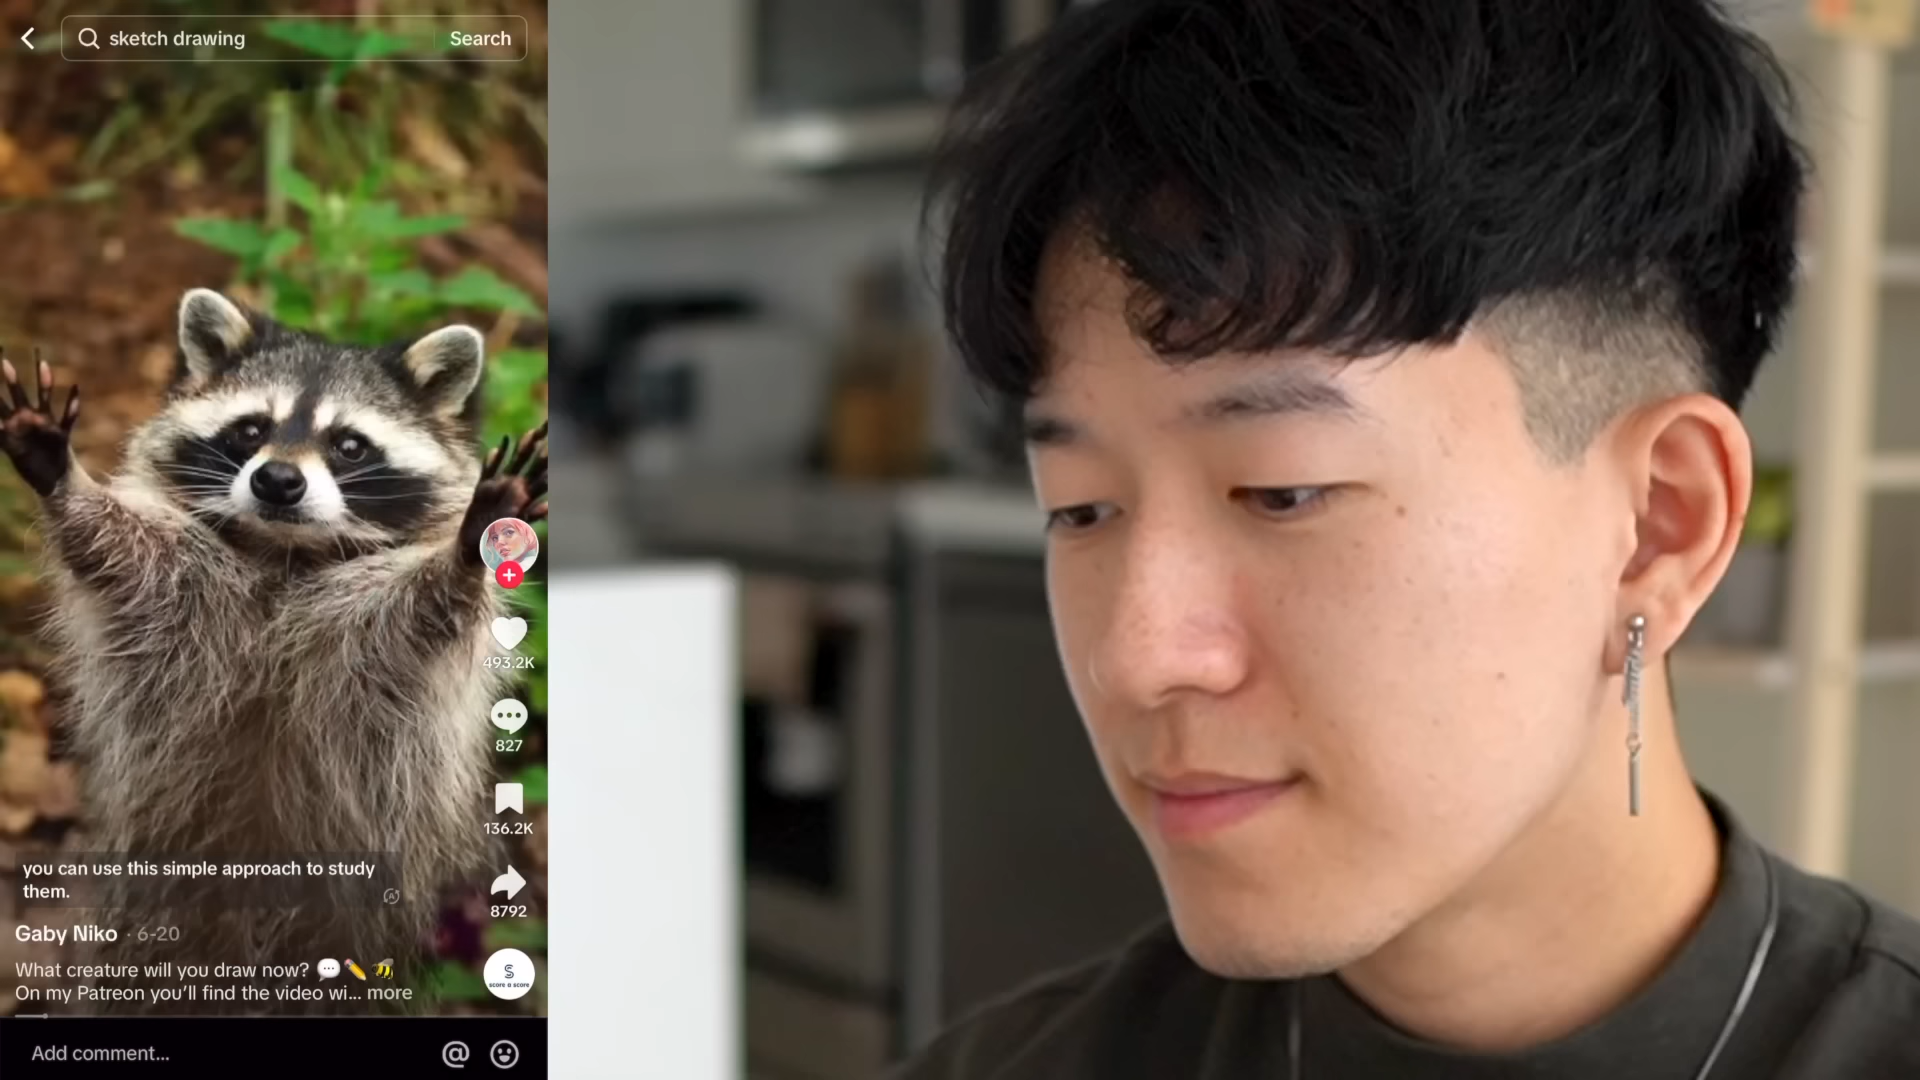 sketch drawing
Search
493.2K
827
136.2K
you can use this simple approach to study
them.
8792
Gaby Niko · 6-20
What creature will you draw now? 💬✏️🐝
On my Patreon you'll find the video wi... more
S
score a score
Add comment...
@